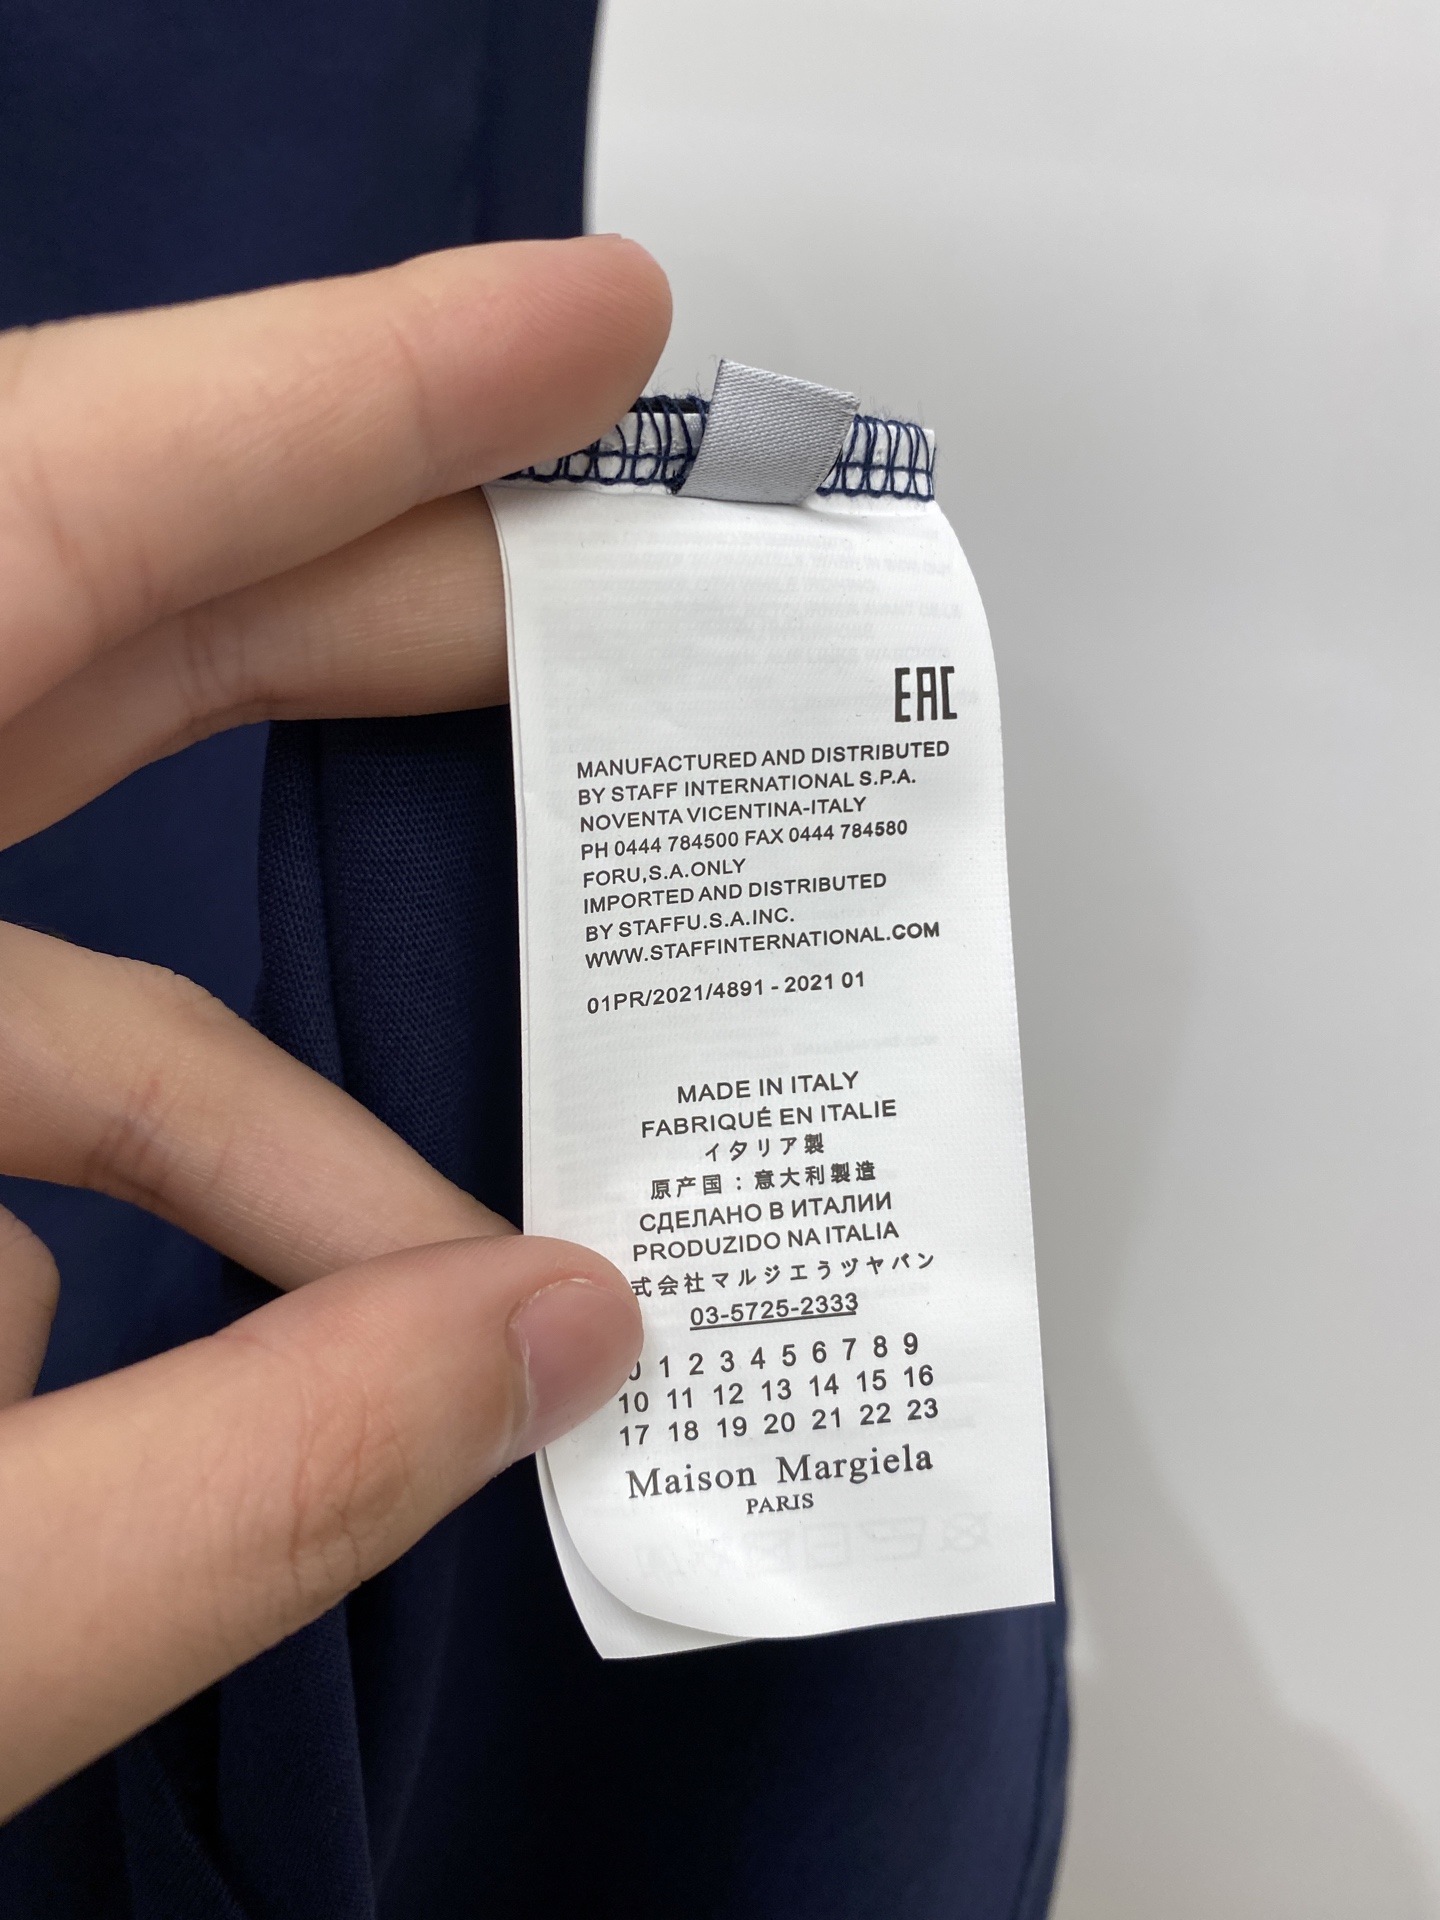 EAC
MANUFACTURED AND DISTRIBUTED
BY STAFF INTERNATIONAL S.P.A.
NOVENTA VICENTINA-ITALY
PH 0444 784500 FAX 0444 784580
FORU,S.A.ONLY
IMPORTED AND DISTRIBUTED
BY STAFFU.S.A.INC.
WWW.STAFFINTERNATIONAL.COM
01PR/2021/4891 - 2021 01
MADE IN ITALY
FABRIQUÉ EN ITALIE
イタリア製
原产国：意大利製造
СДЕЛАНО В ИТАЛИИ
PRODUZIDO NA ITALIA
式会社マルジエうヅヤパン
03-5725-2333
0 1 2 3 4 5 6 7 8 9
10 11 12 13 14 15 16
17 18 19 20 21 22 23
Maison Margiela
PARIS